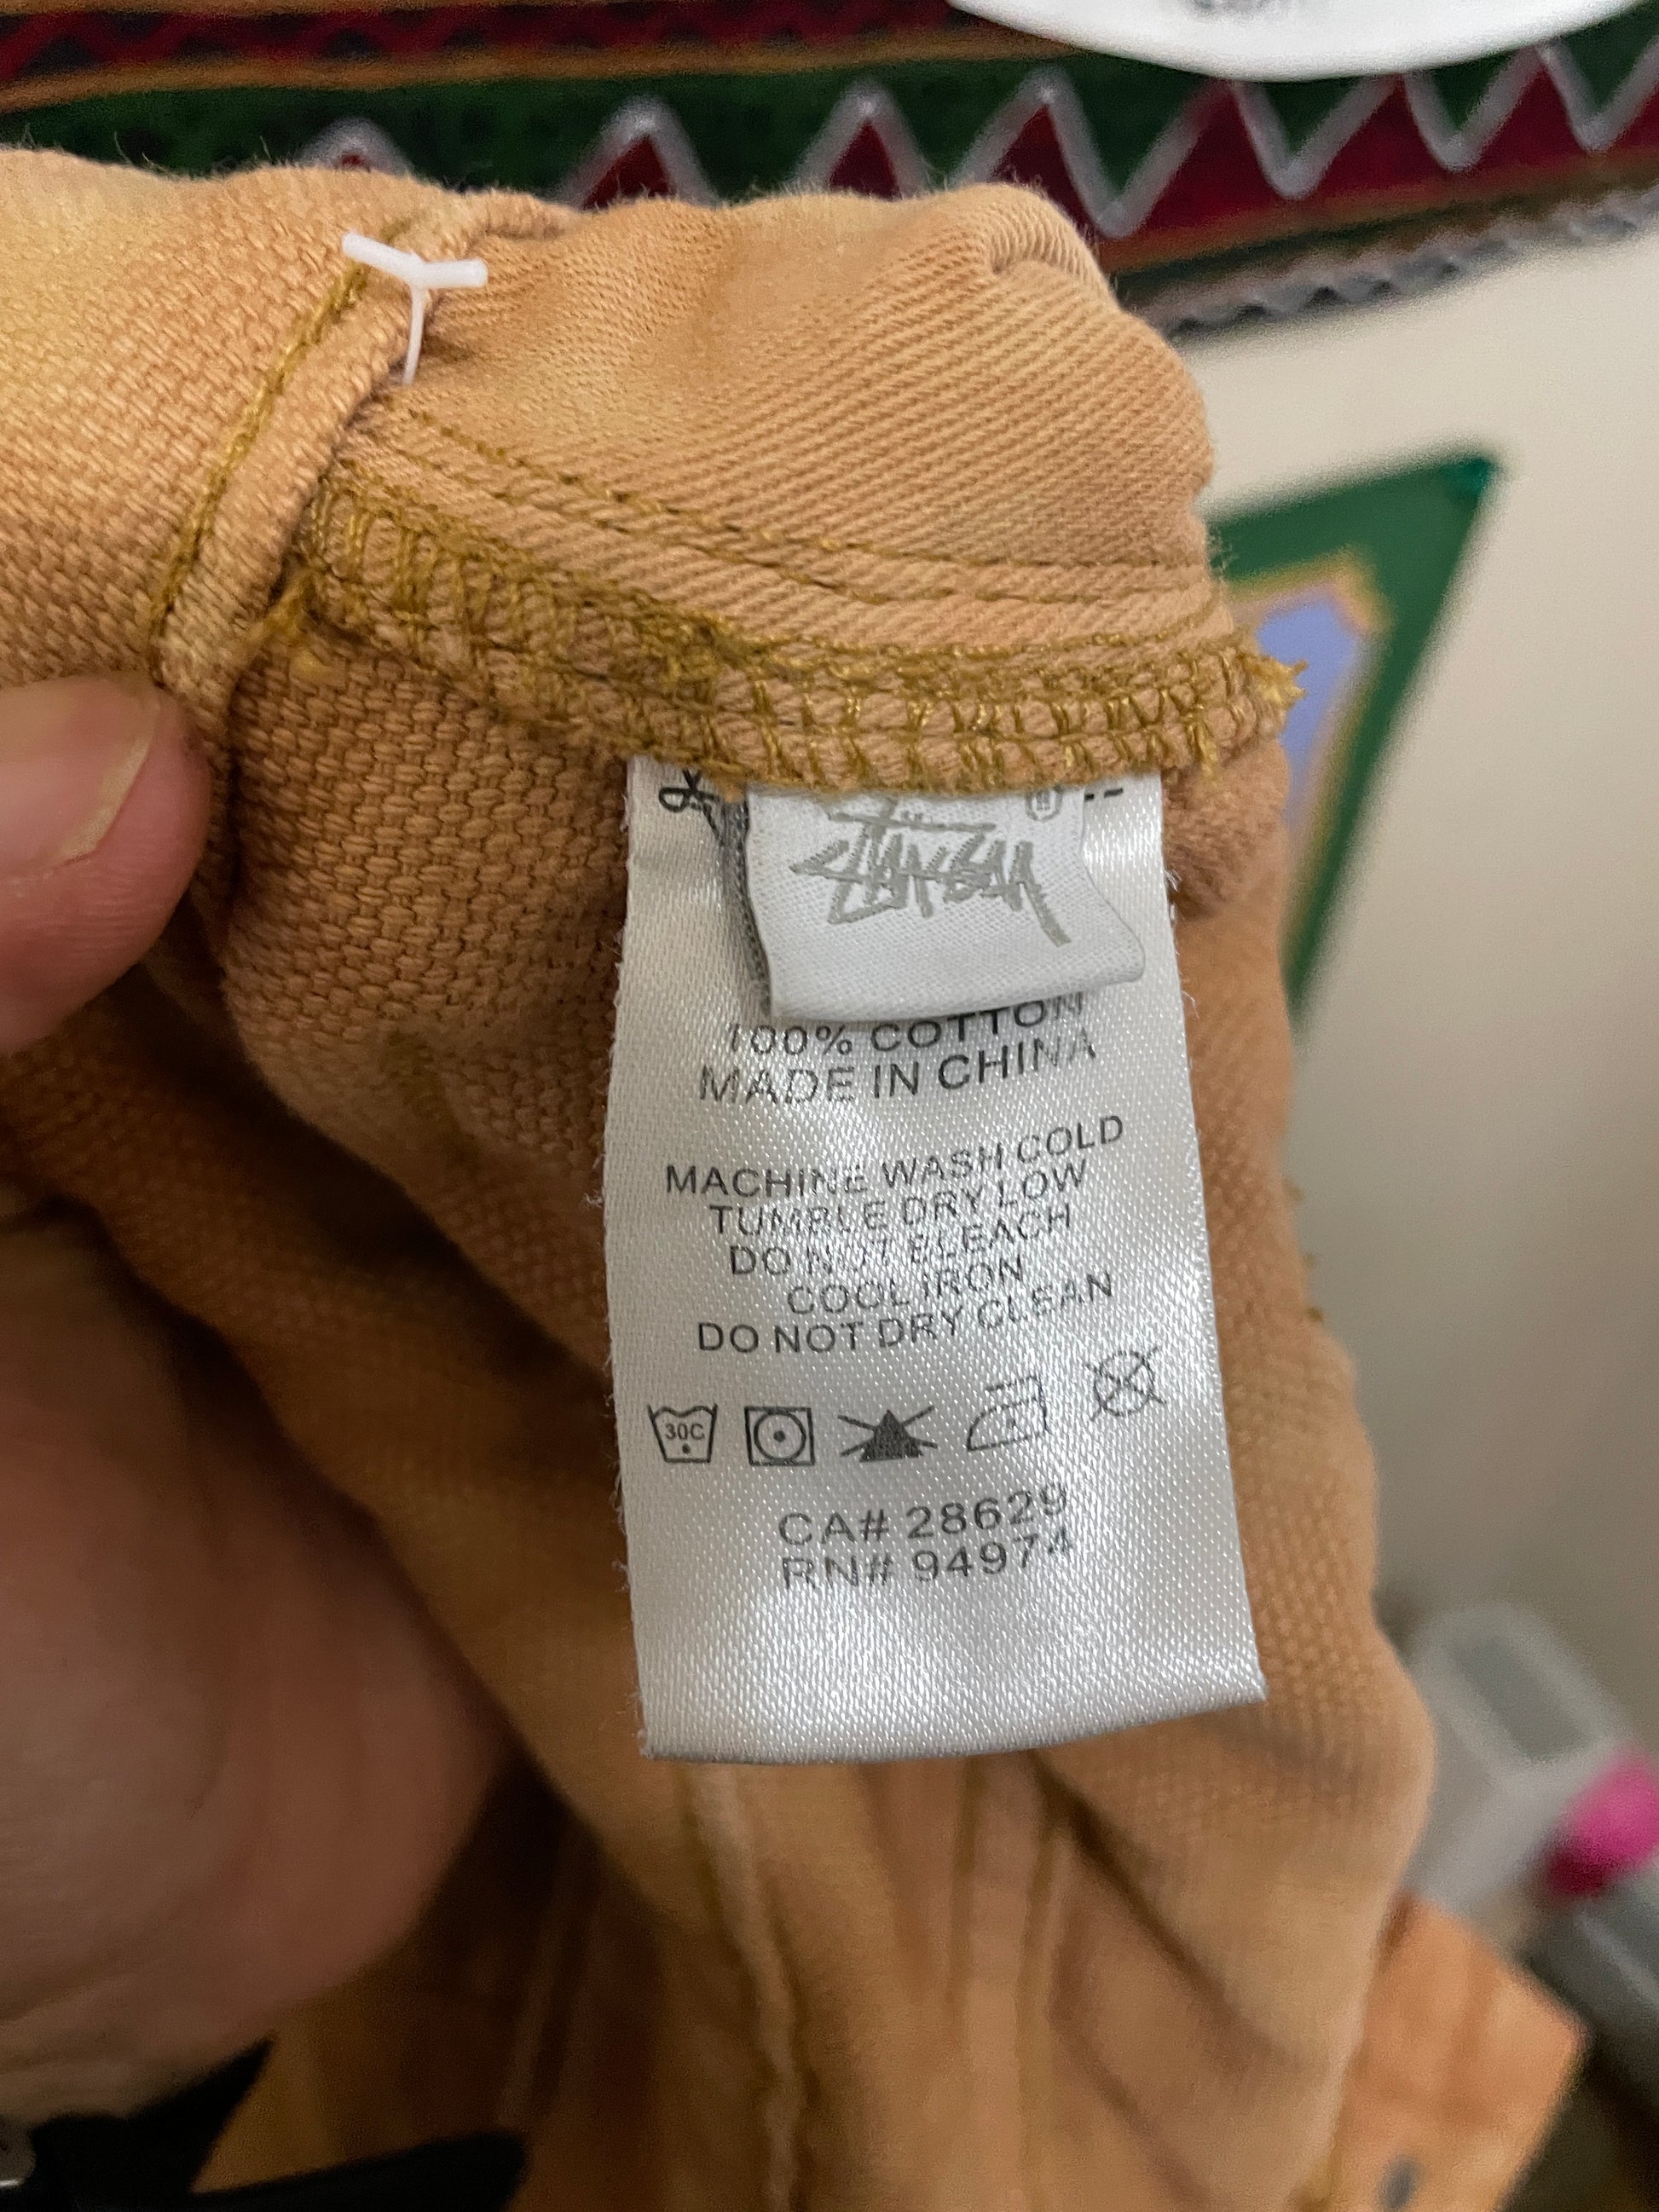 Stüssy
100% COTTON
MADE IN CHINA
MACHINE WASH COLD
TUMBLE DRY LOW
DO NOT BLEACH
COOL IRON
DO NOT DRY CLEAN
30C
CA# 28629
RN# 94974